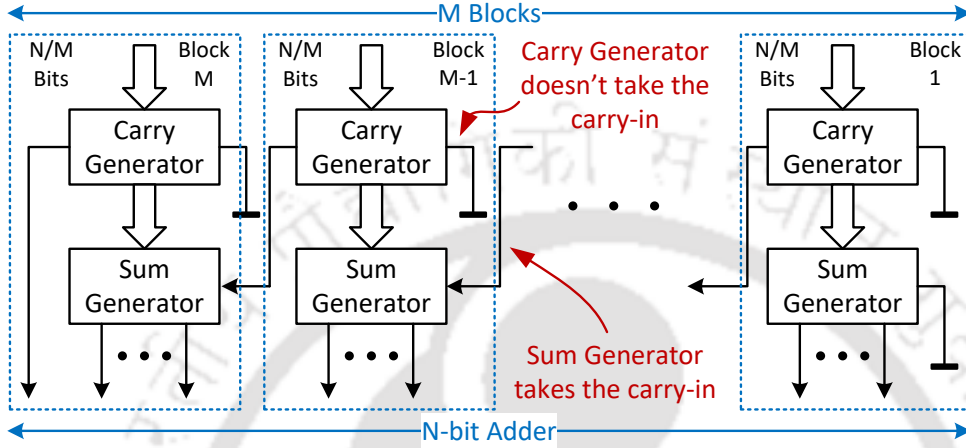 M Blocks
N/M
Bits
Block
M
N/M
Bits
Block
M-1
Carry Generator
doesn't take the
carry-in
N/M
Bits
Block
1
Carry
Generator
Carry
Generator
Carry
Generator
Sum
Generator
Sum
Generator
Sum
Generator
Sum Generator
takes the carry-in
N-bit Adder